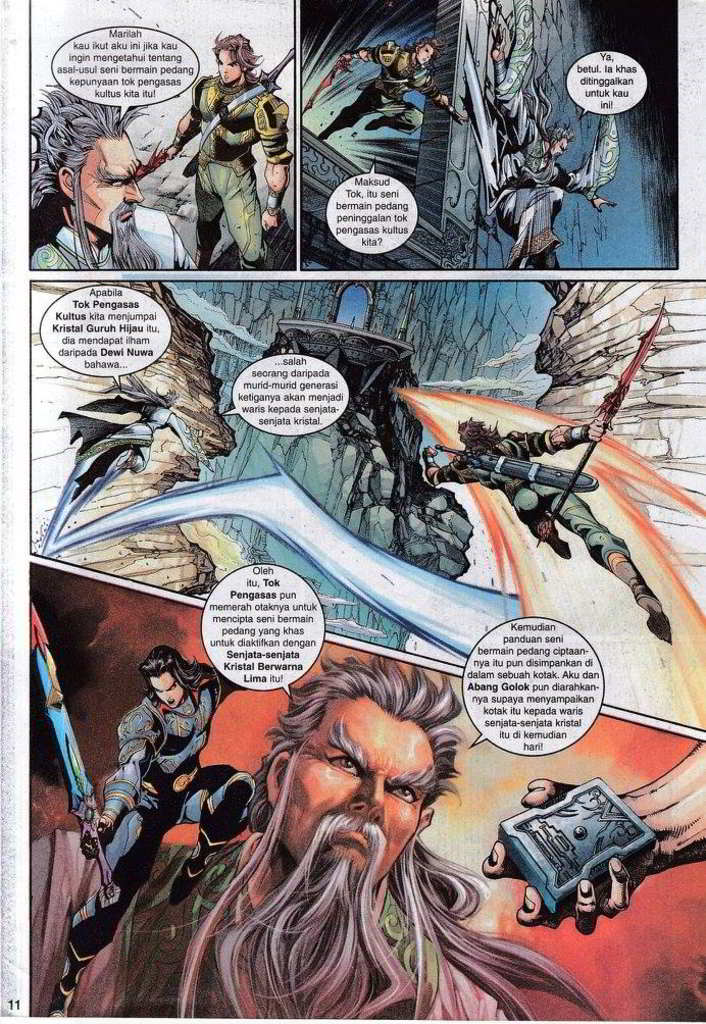 Marilah
kau ikut aku ini jika kau
ingin mengetahui tentang
asal-usul seni bermain pedang
kepunyaan tok pengasas
kultus kita itu!
Maksud
Tok, itu seni
bermain pedang
peninggalan tok
pengasas kultus
kita?
Ya,
betul. Ia khas
ditinggalkan
untuk kau
ini!
Apabila
Tok Pengasas
Kultus kita menjumpai
Kristal Guruh Hijau itu,
dia mendapat ilham
daripada Dewi Nuwa
bahawa...
...salah
seorang daripada
murid-murid generasi
ketiganya akan menjadi
waris kepada senjata-
senjata kristal.
Oleh
itu, Tok
Pengasas pun
memerah otaknya untuk
mencipta seni bermain
pedang yang khas
untuk diaktifkan dengan
Senjata-senjata
Kristal Berwarna
Lima itu!
Kemudian
panduan seni
bermain pedang ciptaan-
nya itu pun disimpankan di
dalam sebuah kotak. Aku dan
Abang Golok pun diarahkan-
nya supaya menyampaikan
kotak itu kepada waris
senjata-senjata kristal
itu di kemudian
hari!
11